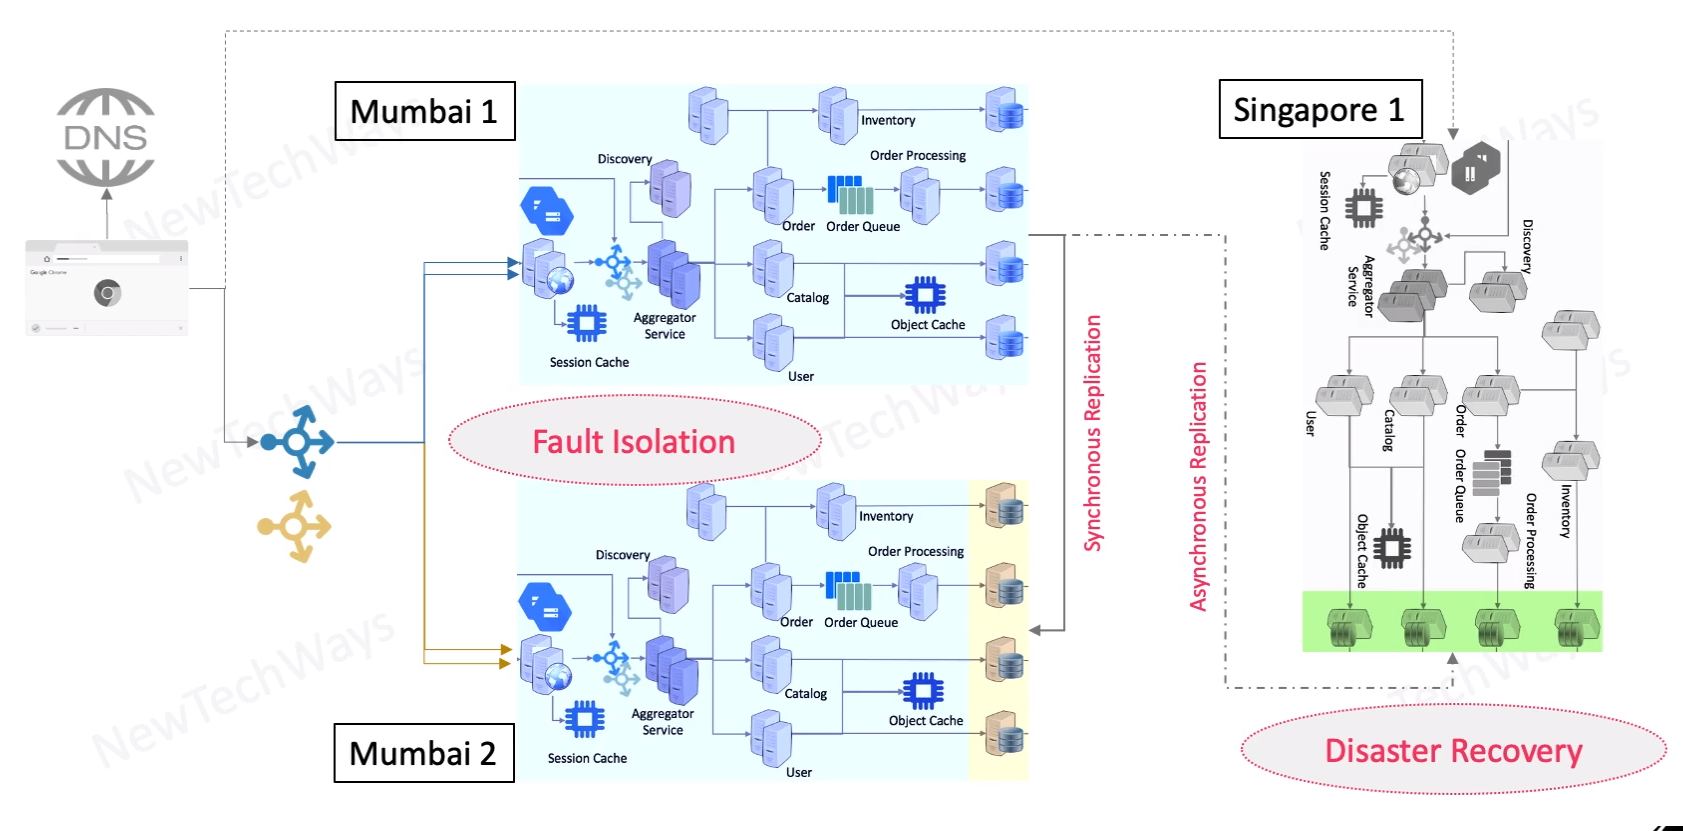 DNS
Google Chrome
Mumbai 1
Inventory
Discovery
Order Processing
Order
Order Queue
Catalog
Aggregator
Service
Object Cache
Session Cache
User
Fault Isolation
Inventory
Discovery
Order Processing
Order
Order Queue
Catalog
Aggregator
Service
Object Cache
Session Cache
User
Mumbai 2
Synchronous Replication
Asynchronous Replication
Singapore 1
Session Cache
Discovery
Aggregator
Service
User
Catalog
Order
Order Queue
Inventory
Order Processing
Object Cache
Disaster Recovery
NewTechWays
NewTechWays
NewTechWays